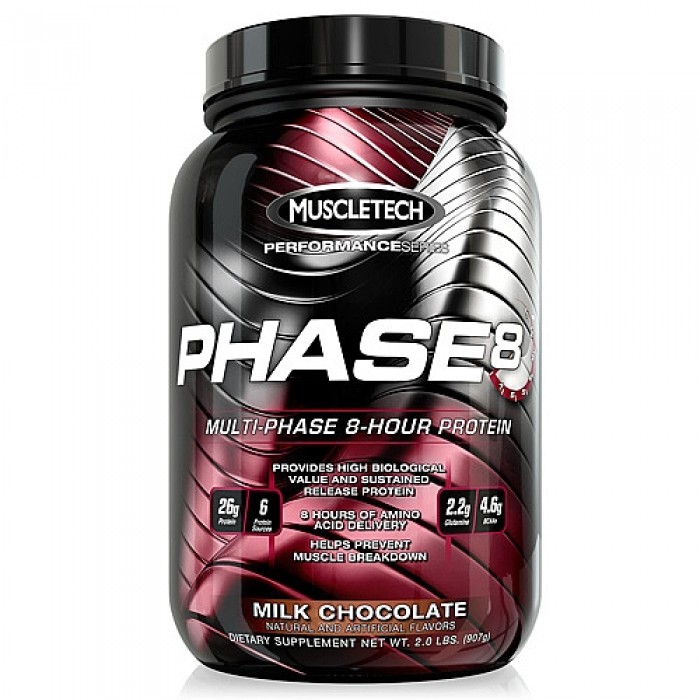 MUSCLETECH
PERFORMANCESERIES
PHASE8
MULTI-PHASE 8-HOUR PROTEIN
PROVIDES HIGH BIOLOGICAL
VALUE AND SUSTAINED
RELEASE PROTEIN
8 HOURS OF AMINO
ACID DELIVERY
HELPS PREVENT
MUSCLE BREAKDOWN
26g
Protein
6
Protein
Sources
2.2g
Glutamine
4.6g
BCAAs
MILK CHOCOLATE
NATURAL AND ARTIFICIAL FLAVORS
DIETARY SUPPLEMENT NET WT. 2.0 LBS. (907g)